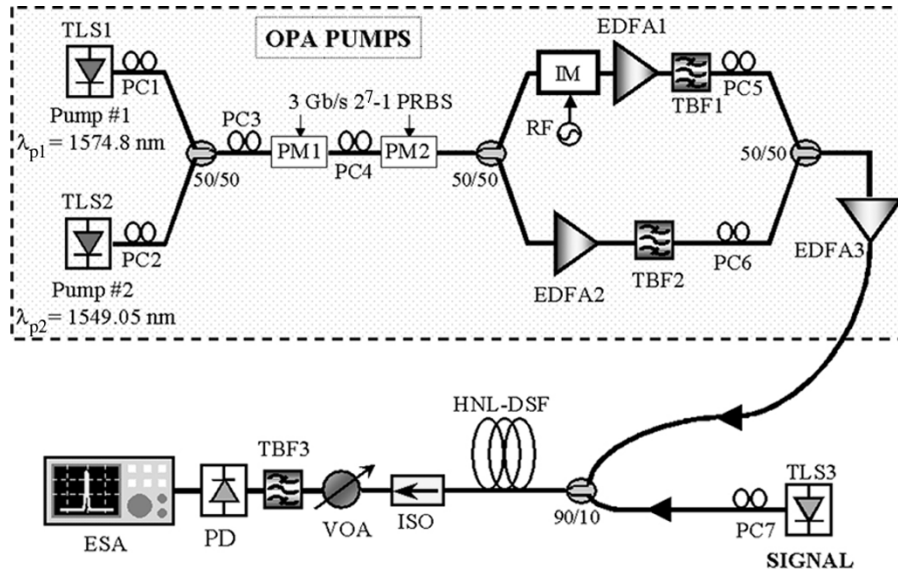 OPA PUMPS
TLS1
PC1
Pump #1
λp1 = 1574.8 nm
TLS2
PC2
Pump #2
λp2 = 1549.05 nm
50/50
PC3
3 Gb/s 2⁷-1 PRBS
PM1
PC4
PM2
50/50
IM
RF
EDFA1
TBF1
PC5
EDFA2
TBF2
PC6
50/50
EDFA3
HNL-DSF
TBF3
ESA
PD
VOA
ISO
90/10
PC7
TLS3
SIGNAL